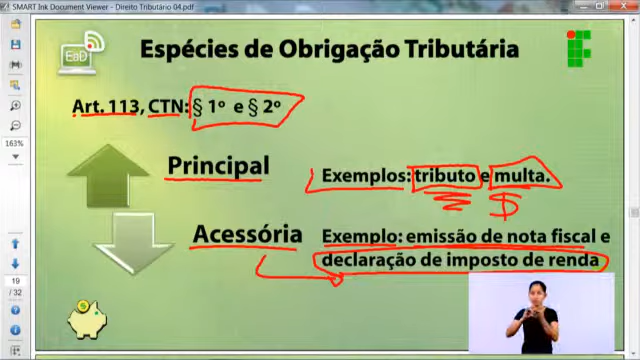 SMART Ink Document Viewer - Direito Tributário 04.pdf
EaD
Espécies de Obrigação Tributária
Art. 113, CTN: § 1º e § 2º
163%
Principal
Exemplos: tributo e multa.
$
Acessória
Exemplo: emissão de nota fiscal e
declaração de imposto de renda
19
/ 32
$